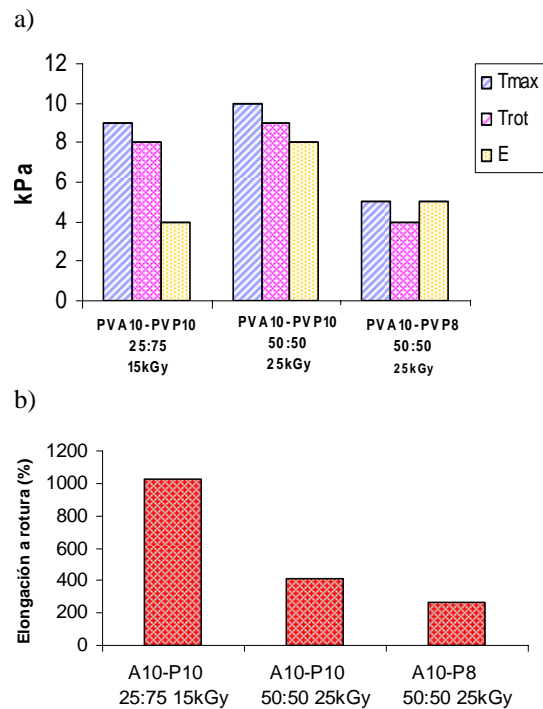 a)
12
10
8
6
4
2
0
kPa
Tmax
Trot
E
PVA10-PVP10
25:75
15kGy
PVA10-PVP10
50:50
25kGy
PVA10-PVP8
50:50
25kGy
b)
1200
1000
800
600
400
200
0
Elongación a rotura (%)
A10-P10
25:75 15kGy
A10-P10
50:50 25kGy
A10-P8
50:50 25kGy